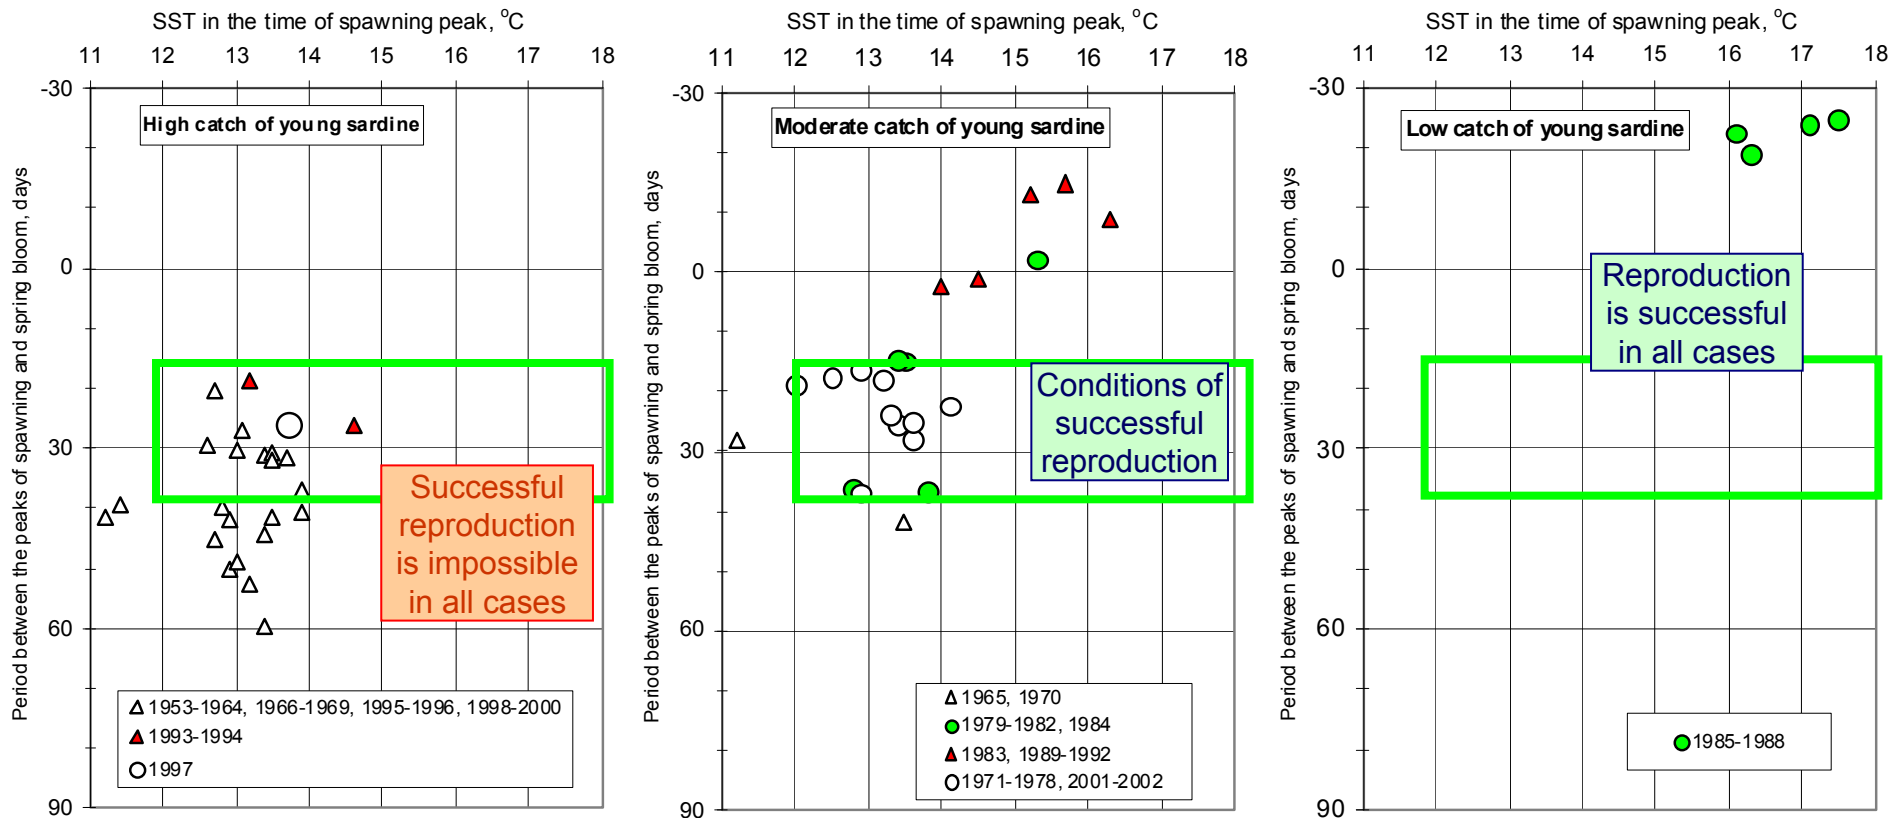 SST in the time of spawning peak, °C
11 12 13 14 15 16 17 18
-30
0
30
60
90
Period between the peaks of spawning and spring bloom, days
High catch of young sardine
Successful
reproduction
is impossible
in all cases
1953-1964, 1966-1969, 1995-1996, 1998-2000
1993-1994
1997
SST in the time of spawning peak, °C
11 12 13 14 15 16 17 18
-30
0
30
60
90
Period between the peaks of spawning and spring bloom, days
Moderate catch of young sardine
Conditions of
successful
reproduction
1965, 1970
1979-1982, 1984
1983, 1989-1992
1971-1978, 2001-2002
SST in the time of spawning peak, °C
11 12 13 14 15 16 17 18
-30
0
30
60
90
Period between the peaks of spawning and spring bloom, days
Low catch of young sardine
Reproduction
is successful
in all cases
1985-1988